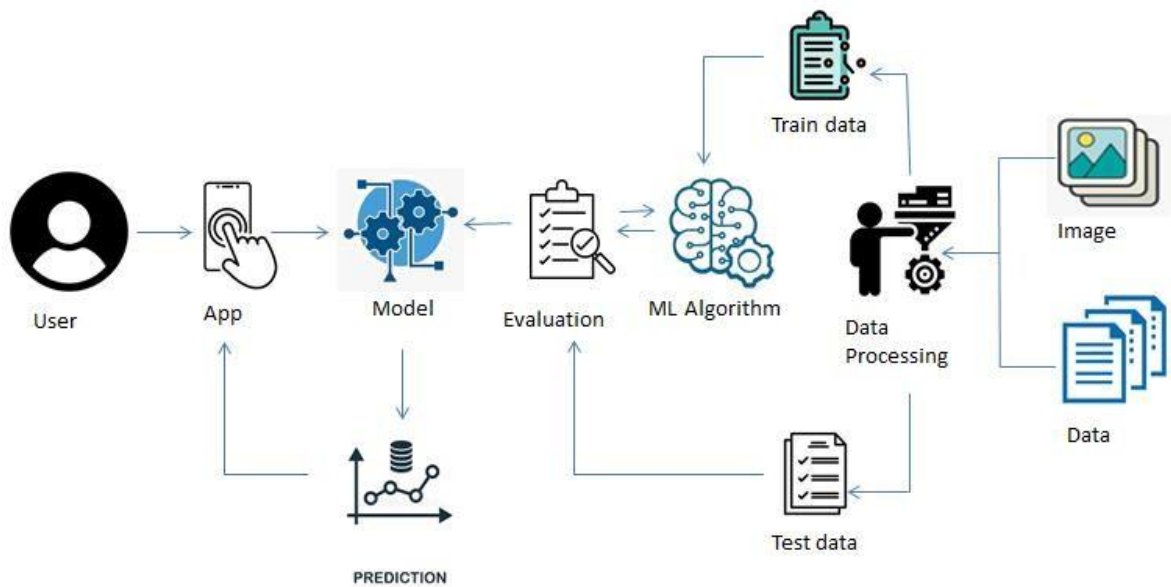 Train data
Image
User
App
Model
Evaluation
ML Algorithm
Data
Processing
Data
Test data
PREDICTION